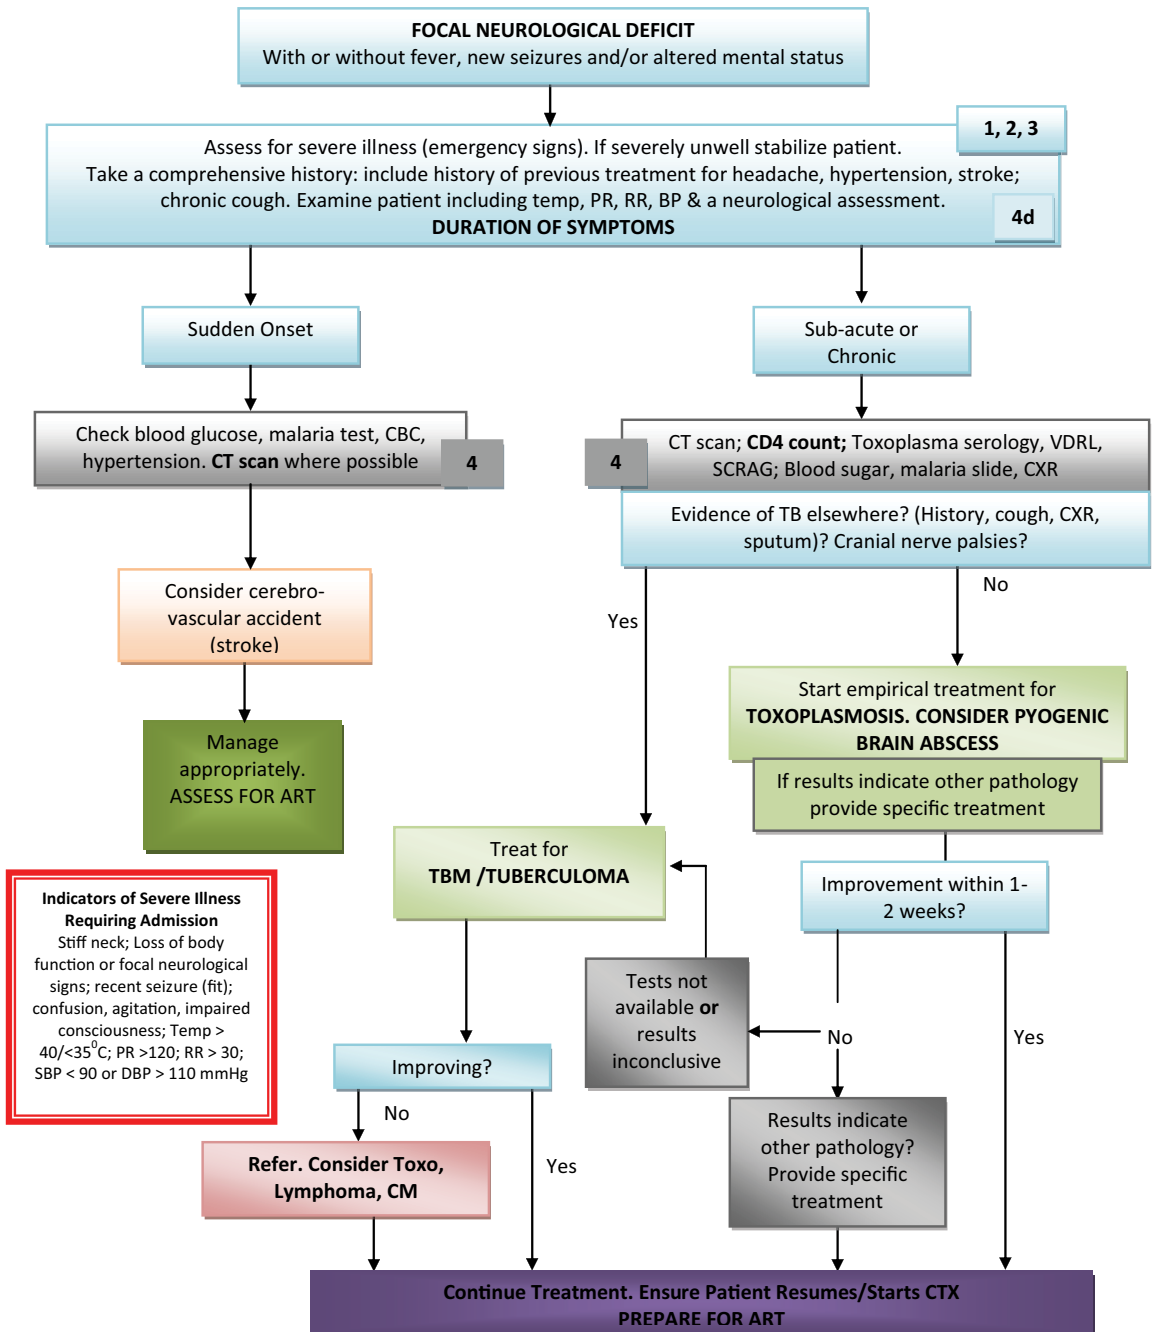 FOCAL NEUROLOGICAL DEFICIT
With or without fever, new seizures and/or altered mental status
1, 2, 3
Assess for severe illness (emergency signs). If severely unwell stabilize patient.
Take a comprehensive history: include history of previous treatment for headache, hypertension, stroke;
chronic cough. Examine patient including temp, PR, RR, BP & a neurological assessment.
DURATION OF SYMPTOMS
4d
Sudden Onset
Sub-acute or
Chronic
Check blood glucose, malaria test, CBC,
hypertension. CT scan where possible
4
4
CT scan; CD4 count; Toxoplasma serology, VDRL,
SCRAG; Blood sugar, malaria slide, CXR
Evidence of TB elsewhere? (History, cough, CXR,
sputum)? Cranial nerve palsies?
Yes
No
Consider cerebro-
vascular accident
(stroke)
Manage
appropriately.
ASSESS FOR ART
Start empirical treatment for
TOXOPLASMOSIS. CONSIDER PYOGENIC
BRAIN ABSCESS
If results indicate other pathology
provide specific treatment
Treat for
TBM /TUBERCULOMA
Improvement within 1-
2 weeks?
Indicators of Severe Illness
Requiring Admission
Stiff neck; Loss of body
function or focal neurological
signs; recent seizure (fit);
confusion, agitation, impaired
consciousness; Temp >
40/<35⁰C; PR >120; RR > 30;
SBP < 90 or DBP > 110 mmHg
Tests not
available or
results
inconclusive
No
Yes
Improving?
No
Yes
Refer. Consider Toxo,
Lymphoma, CM
Results indicate
other pathology?
Provide specific
treatment
Continue Treatment. Ensure Patient Resumes/Starts CTX
PREPARE FOR ART